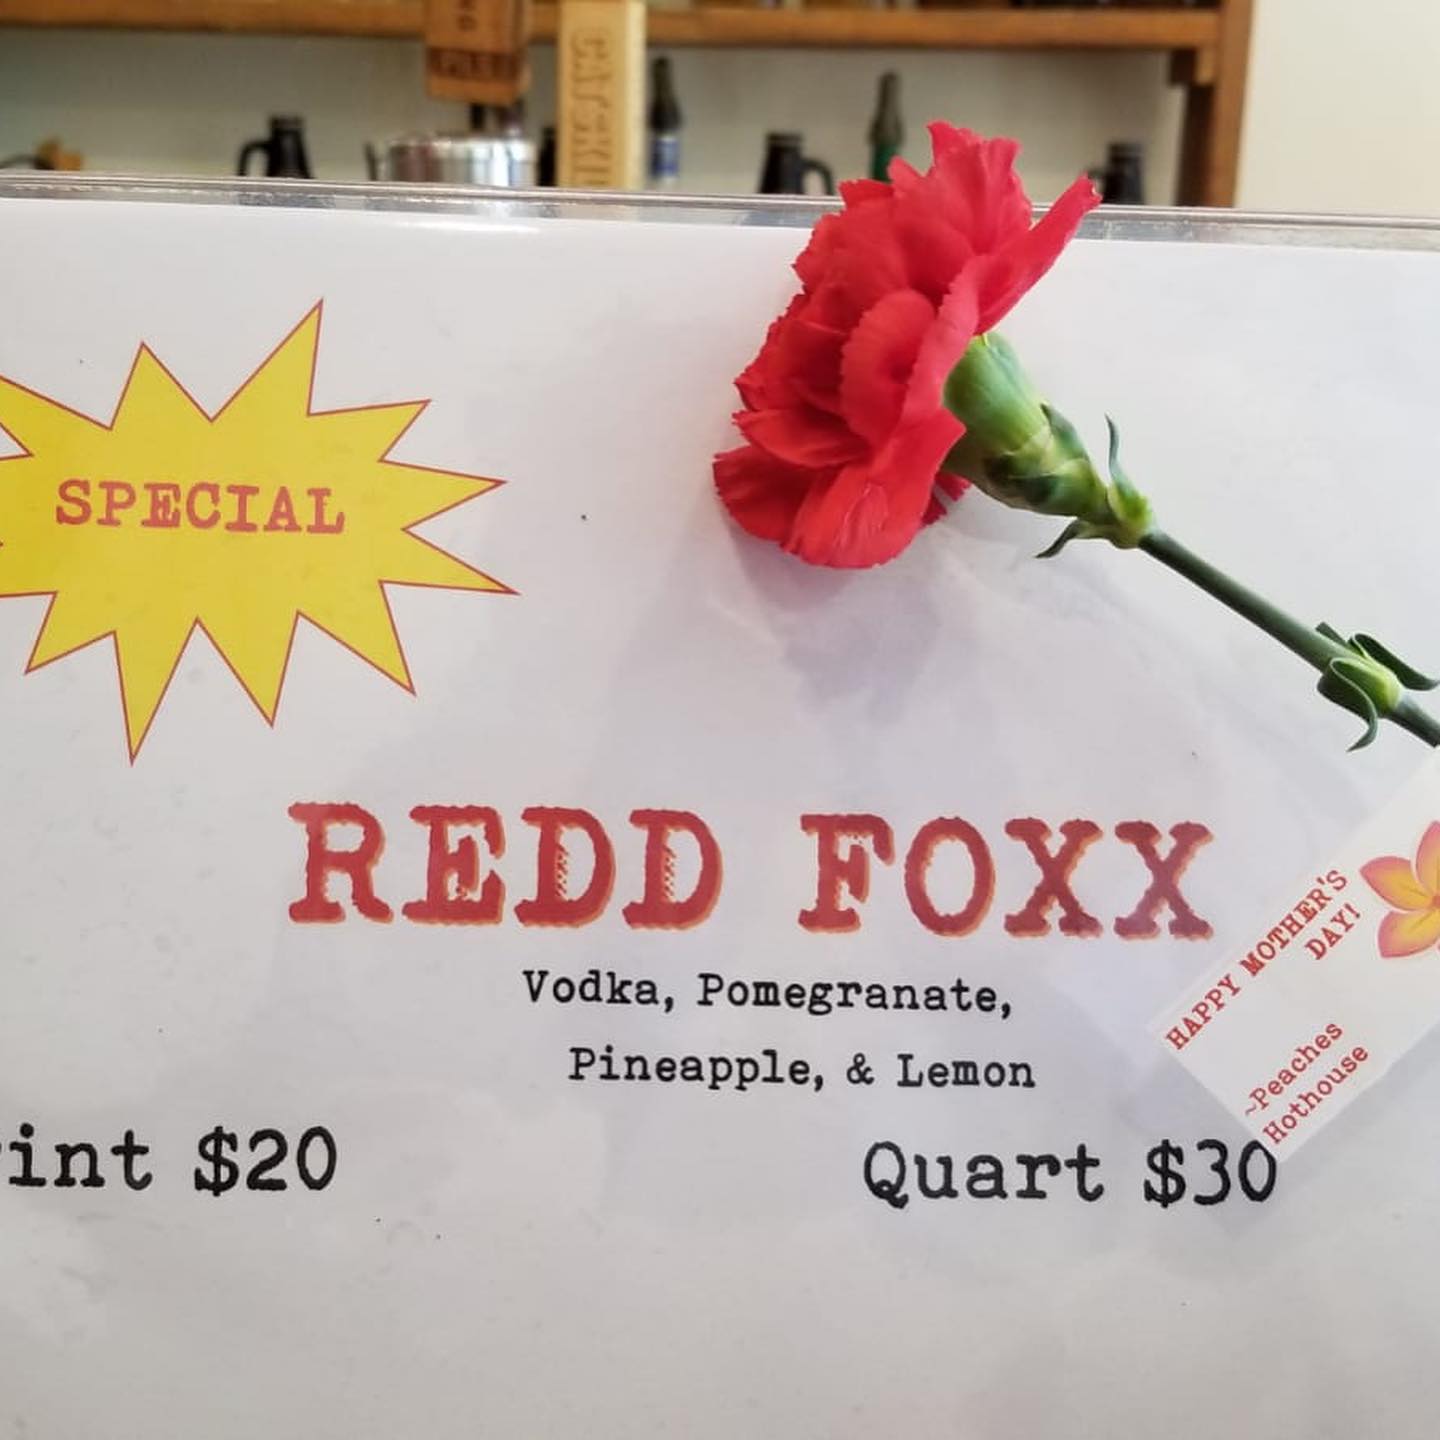 SPECIAL
REDD FOXX
Vodka, Pomegranate,
Pineapple, & Lemon
int $20
Quart $30
HAPPY MOTHER'S
DAY!
~Peaches
Hothouse